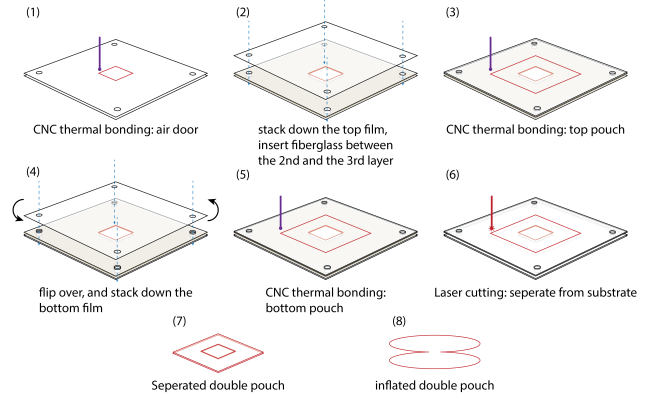 (1)
(2)
(3)
CNC thermal bonding: air door
stack down the top film,
insert fiberglass between
the 2nd and the 3rd layer
CNC thermal bonding: top pouch
(4)
(5)
(6)
flip over, and stack down the
bottom film
CNC thermal bonding:
bottom pouch
Laser cutting: seperate from substrate
(7)
(8)
Seperated double pouch
inflated double pouch